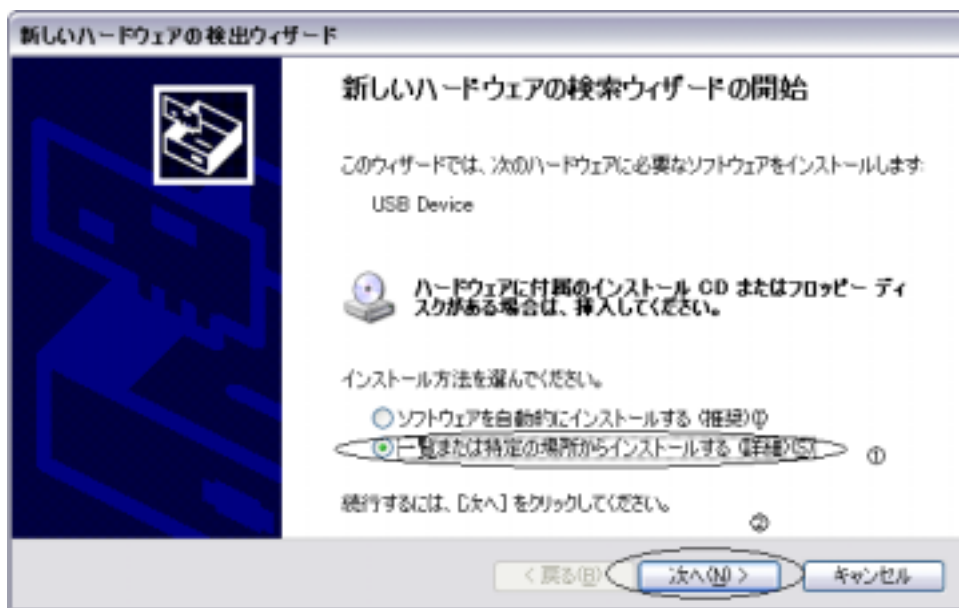 新しいハードウェアの検出ウィザード
新しいハードウェアの検索ウィザードの開始
このウィザードでは、次のハードウェアに必要なソフトウェアをインストールします:
USB Device
ハードウェアに付属のインストール CD またはフロッピー ディ
スクがある場合は、挿入してください。
インストール方法を選んでください。
ソフトウェアを自動的にインストールする (推奨)(I)
一覧または特定の場所からインストールする (詳細)(S)
①
続行するには、[次へ] をクリックしてください。
②
< 戻る(B)
次へ(N) >
キャンセル